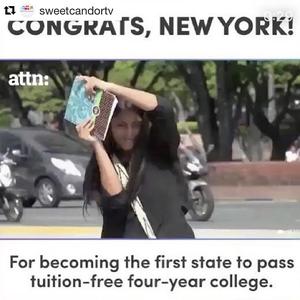 sweetcandortv
CONGRATS, NEW YORK!
attn:
For becoming the first state to pass
tuition-free four-year college.